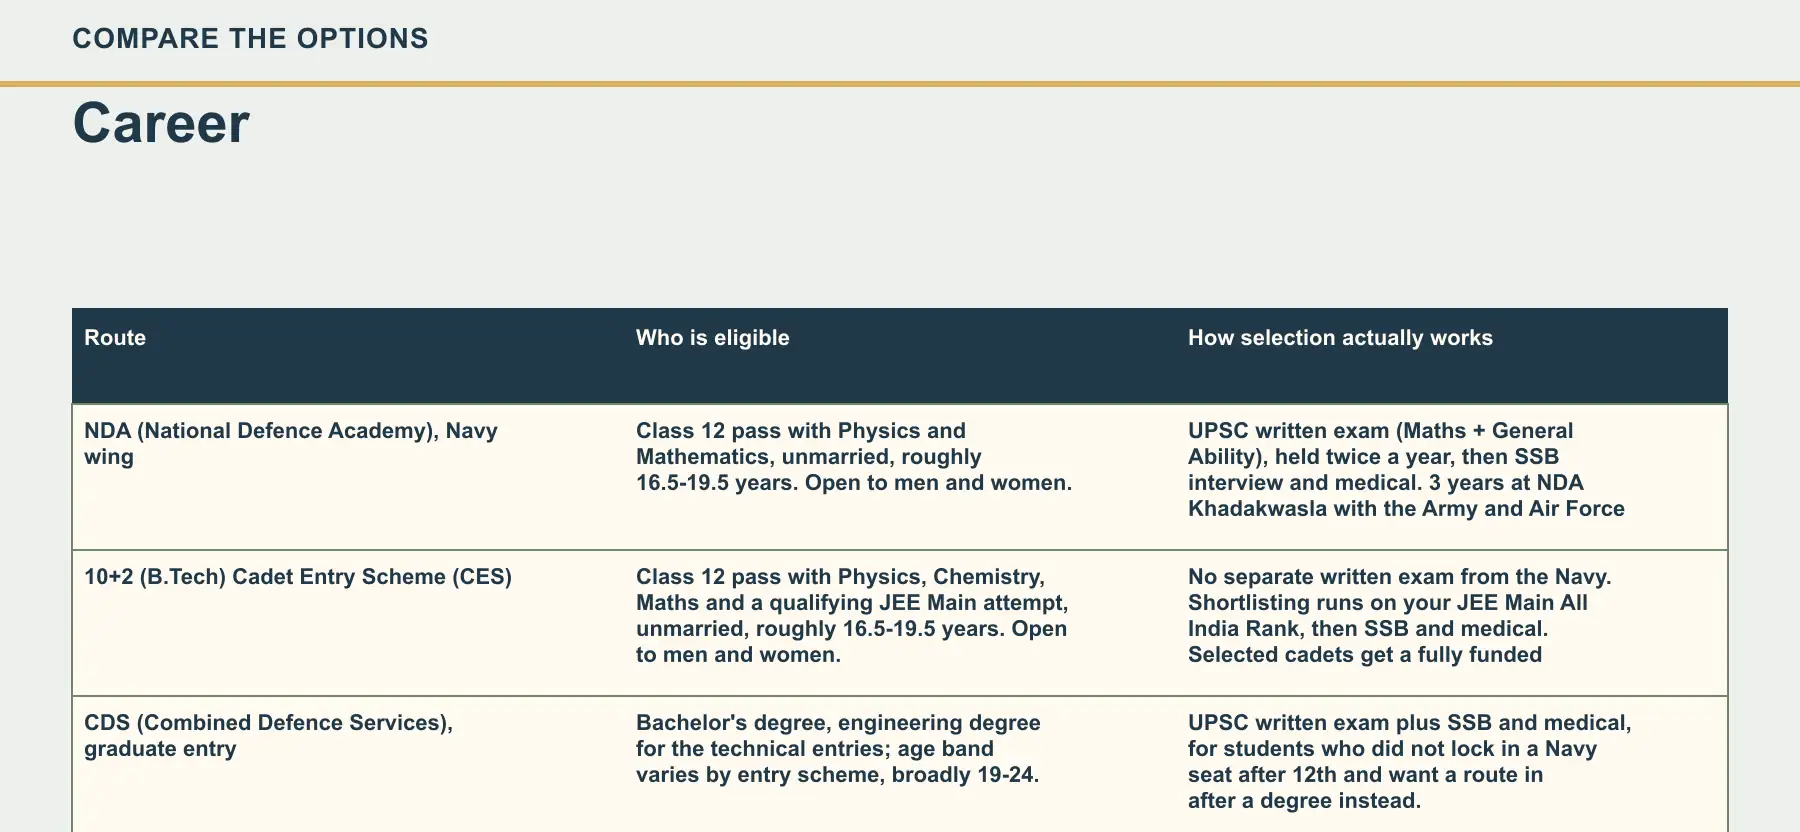 COMPARE THE OPTIONS
Career
Route
Who is eligible
How selection actually works
NDA (National Defence Academy), Navy
wing
Class 12 pass with Physics and
Mathematics, unmarried, roughly
16.5-19.5 years. Open to men and women.
UPSC written exam (Maths + General
Ability), held twice a year, then SSB
interview and medical. 3 years at NDA
Khadakwasla with the Army and Air Force
10+2 (B.Tech) Cadet Entry Scheme (CES)
Class 12 pass with Physics, Chemistry,
Maths and a qualifying JEE Main attempt,
unmarried, roughly 16.5-19.5 years. Open
to men and women.
No separate written exam from the Navy.
Shortlisting runs on your JEE Main All
India Rank, then SSB and medical.
Selected cadets get a fully funded
CDS (Combined Defence Services),
graduate entry
Bachelor's degree, engineering degree
for the technical entries; age band
varies by entry scheme, broadly 19-24.
UPSC written exam plus SSB and medical,
for students who did not lock in a Navy
seat after 12th and want a route in
after a degree instead.